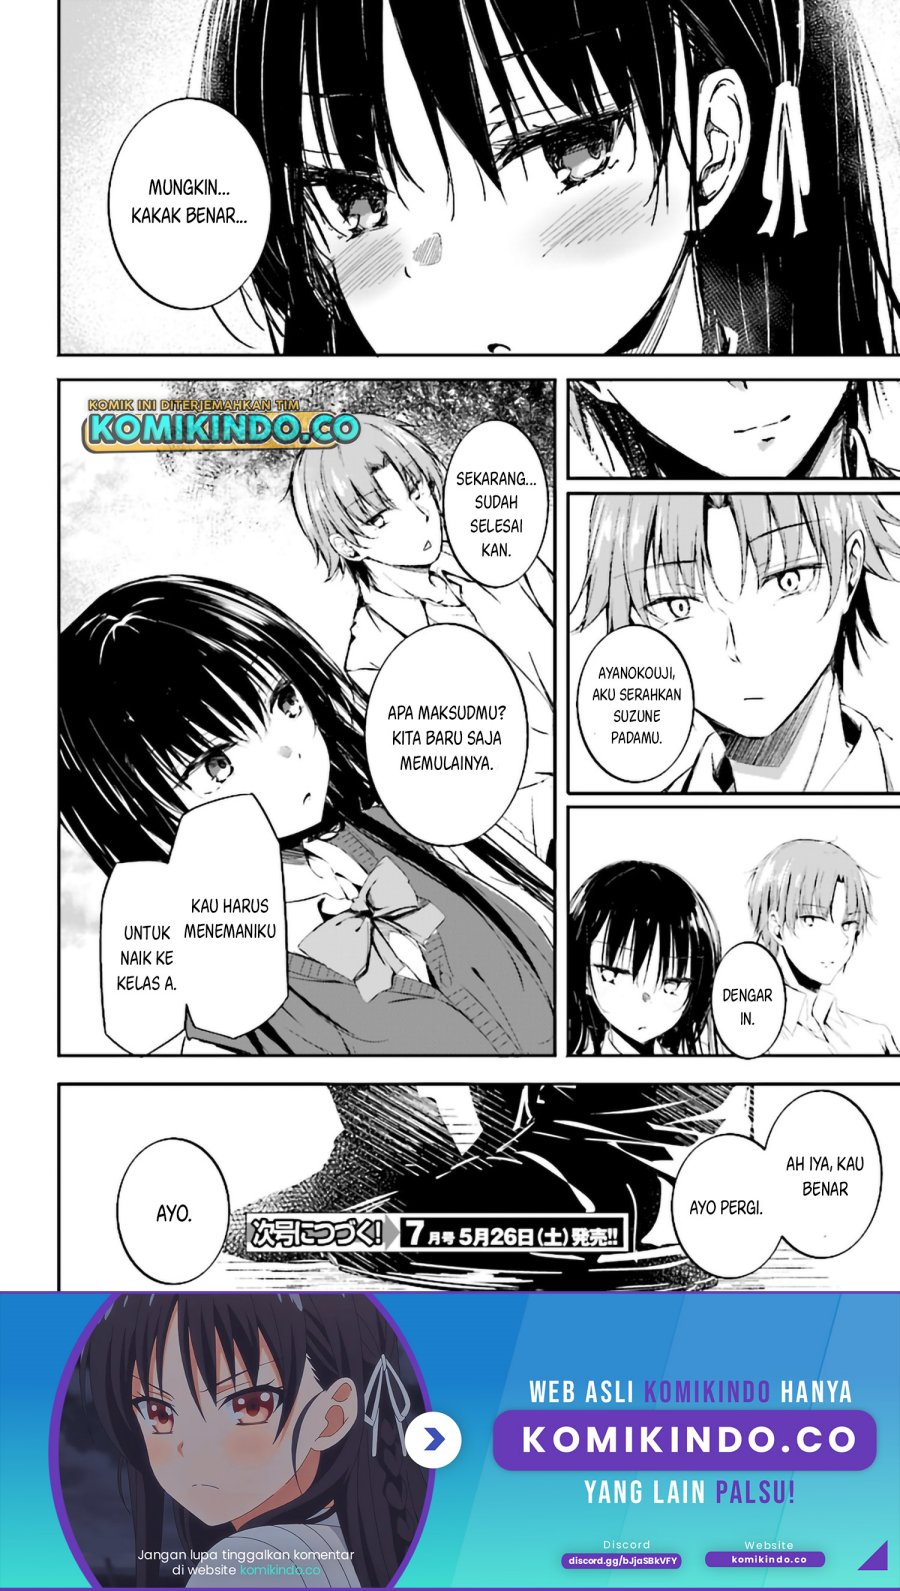 MUNGKIN...
KAKAK BENAR...
KOMIK INI DITERJEMAHKAN TIM
KOMIKINDO.CO
AYANOKOUJI,
AKU SERAHKAN
SUZUNE
PADAMU.
DENGAR
IN.
SEKARANG...
SUDAH
SELESAI
KAN.
APA MAKSUDMU?
KITA BARU SAJA
MEMULAINYA.
KAU HARUS
MENEMANIKU
UNTUK
NAIK KE
KELAS A.
AH IYA, KAU
BENAR
AYO PERGI.
AYO.
次号につづく! 7月号 5月26日(土)発売!!
WEB ASLI KOMIKINDO HANYA
KOMIKINDO.CO
YANG LAIN PALSU!
Jangan lupa tinggalkan komentar
di website komikindo.co
Discord
discord.gg/bJjaSBkVFY
Website
komikindo.co